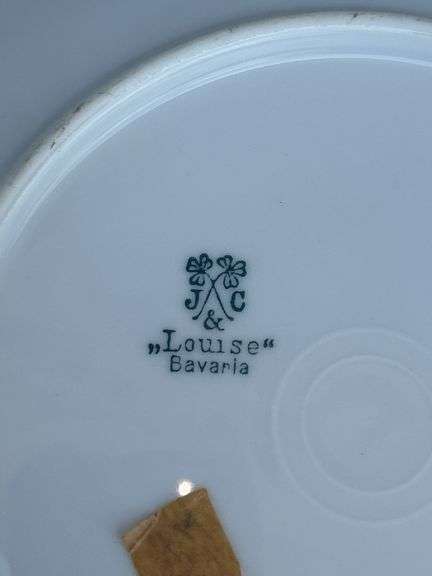 J C
&
„Louise“
Bavaria